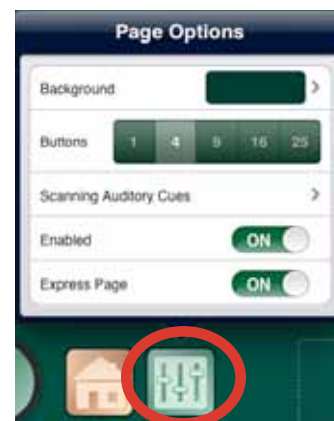 Page Options
Background
Buttons 1 4 9 16 25
Scanning Auditory Cues
Enabled ON
Express Page ON